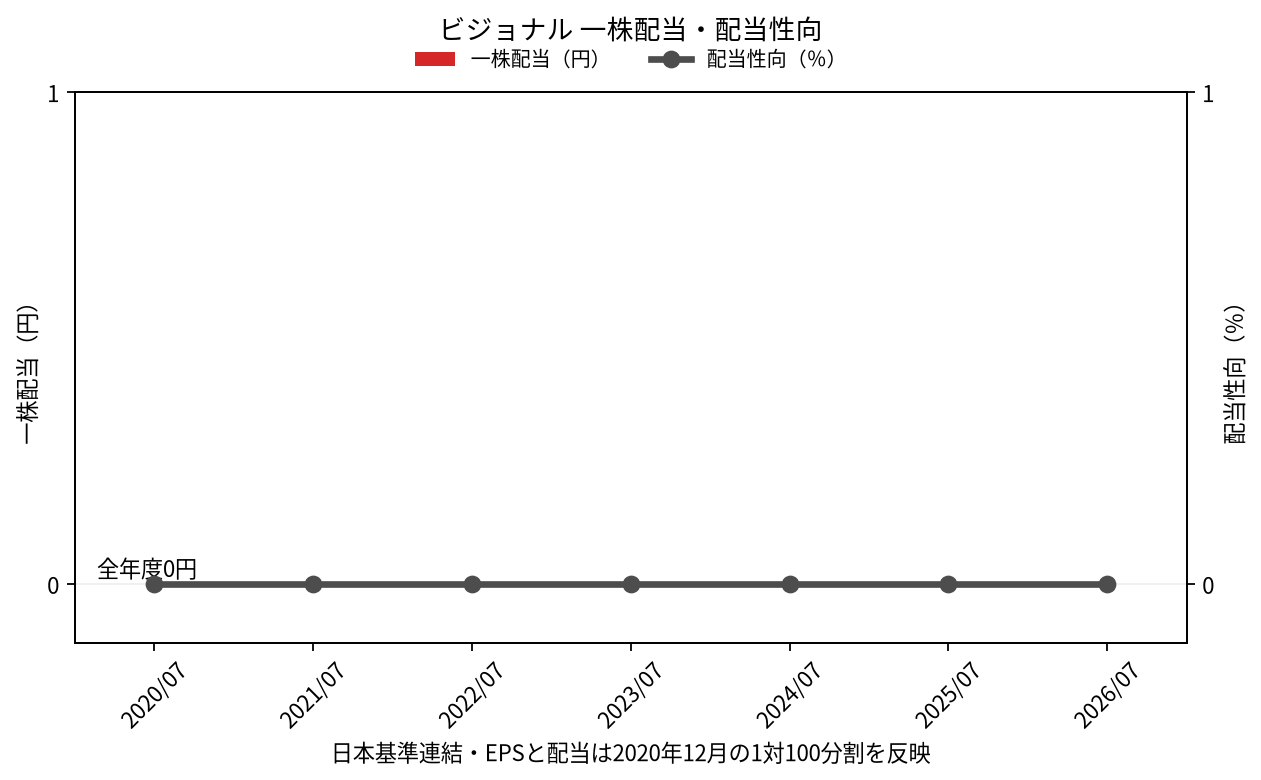 ビジョナル 一株配当・配当性向
一株配当（円）
配当性向（%）
1
1
一株配当（円）
配当性向（%）
全年度0円
0
0
2020/07
2021/07
2022/07
2023/07
2024/07
2025/07
2026/07
日本基準連結・EPSと配当は2020年12月の1対100分割を反映